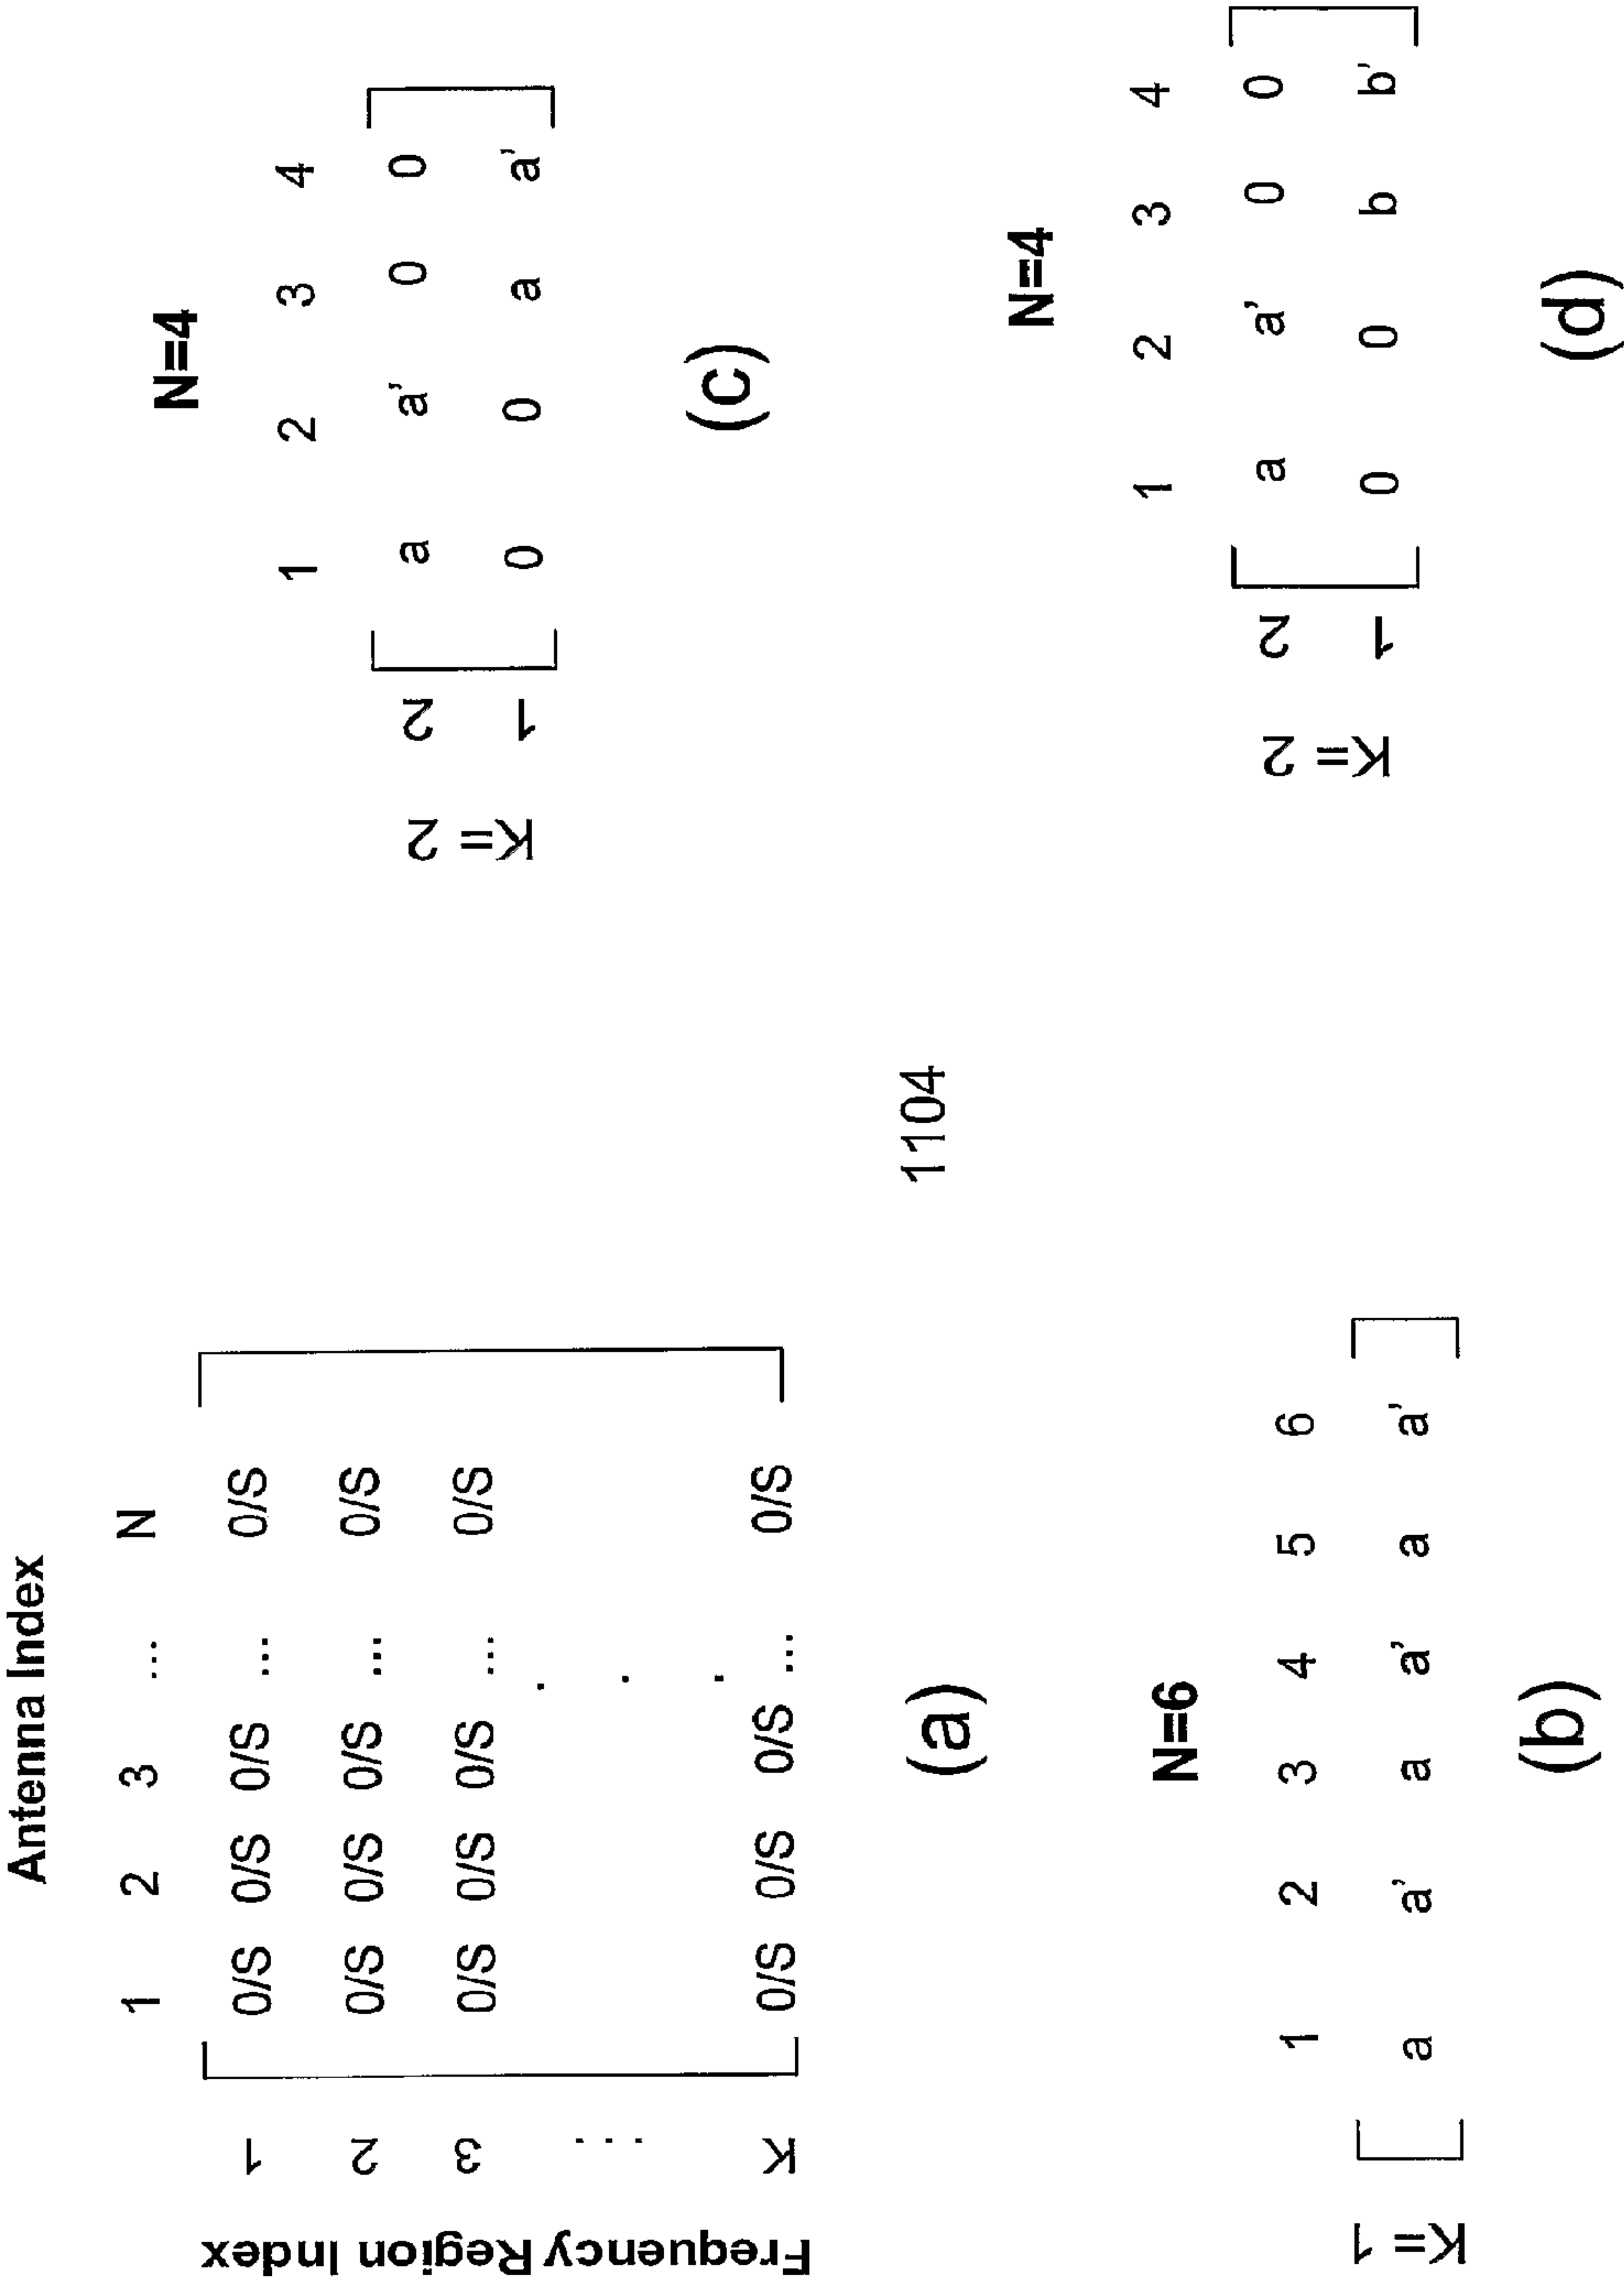 Antenna Index
1 2 3 ... N
Frequency Region Index
1 0/S 0/S 0/S ... 0/S
2 0/S 0/S 0/S ... 0/S
3 0/S 0/S 0/S ... 0/S
... . . .
K 0/S 0/S 0/S ... 0/S
(a)
N=6
1 2 3 4 5 6
K= 1
a a' a a' a a'
(b)
1104
N=4
1 2 3 4
K= 2
2 a a' 0 0
1 0 0 a a'
(c)
N=4
1 2 3 4
K= 2
2 a a' 0 0
1 0 0 b b'
(d)